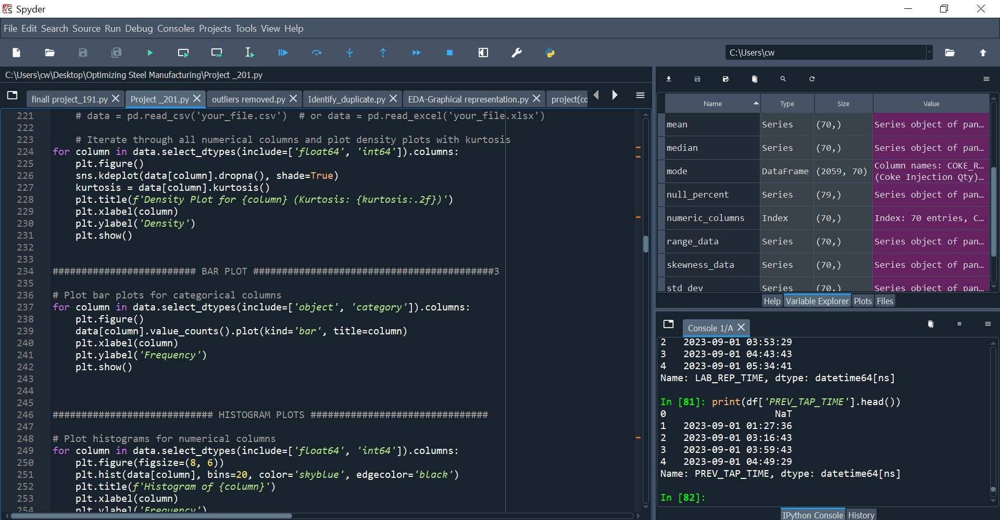 Spyder
File Edit Search Source Run Debug Consoles Projects Tools View Help
C:\Users\cw
C:\Users\cw\Desktop\Optimizing Steel Manufacturing\Project _201.py
finall project_191.py Project _201.py outliers removed.py Identify_duplicate.py EDA-Graphical representation.py project(co
221 # data = pd.read_csv('your_file.csv')  # or data = pd.read_excel('your_file.xlsx')
222
223 # Iterate through all numerical columns and plot density plots with kurtosis
224 for column in data.select_dtypes(include=['float64', 'int64']).columns:
225     plt.figure()
226     sns.kdeplot(data[column].dropna(), shade=True)
227     kurtosis = data[column].kurtosis()
228     plt.title(f'Density Plot for {column} (Kurtosis: {kurtosis:.2f})')
229     plt.xlabel(column)
230     plt.ylabel('Density')
231     plt.show()
232
233
234 ######################### BAR PLOT ##########################################3
235
236 # Plot bar plots for categorical columns
237 for column in data.select_dtypes(include=['object', 'category']).columns:
238     plt.figure()
239     data[column].value_counts().plot(kind='bar', title=column)
240     plt.xlabel(column)
241     plt.ylabel('Frequency')
242     plt.show()
243
244
245
246 ############################ HISTOGRAM PLOTS ###############################
247
248 # Plot histograms for numerical columns
249 for column in data.select_dtypes(include=['float64', 'int64']).columns:
250     plt.figure(figsize=(8, 6))
251     plt.hist(data[column], bins=20, color='skyblue', edgecolor='black')
252     plt.title(f'Histogram of {column}')
253     plt.xlabel(column)
254     plt.ylabel('Frequency')
Name Type Size Value
mean Series (70,) Series object of pan…
median Series (70,) Series object of pan…
mode DataFrame (2059, 70) Column names: COKE_R…
(Coke Injection Qty)…
null_percent Series (79,) Series object of pan…
numeric_columns Index (70,) Index: 70 entries, C…
range_data Series (70,) Series object of pan…
skewness_data Series (70,) Series object of pan…
std_dev Series (70,) Series object of pan…
Help Variable Explorer Plots Files
Console 1/A
2   2023-09-01 03:53:29
3   2023-09-01 04:43:43
4   2023-09-01 05:34:41
Name: LAB_REP_TIME, dtype: datetime64[ns]
In [81]: print(df['PREV_TAP_TIME'].head())
0                   NaT
1   2023-09-01 01:27:36
2   2023-09-01 03:16:43
3   2023-09-01 03:59:43
4   2023-09-01 04:49:29
Name: PREV_TAP_TIME, dtype: datetime64[ns]
In [82]:
IPython Console History